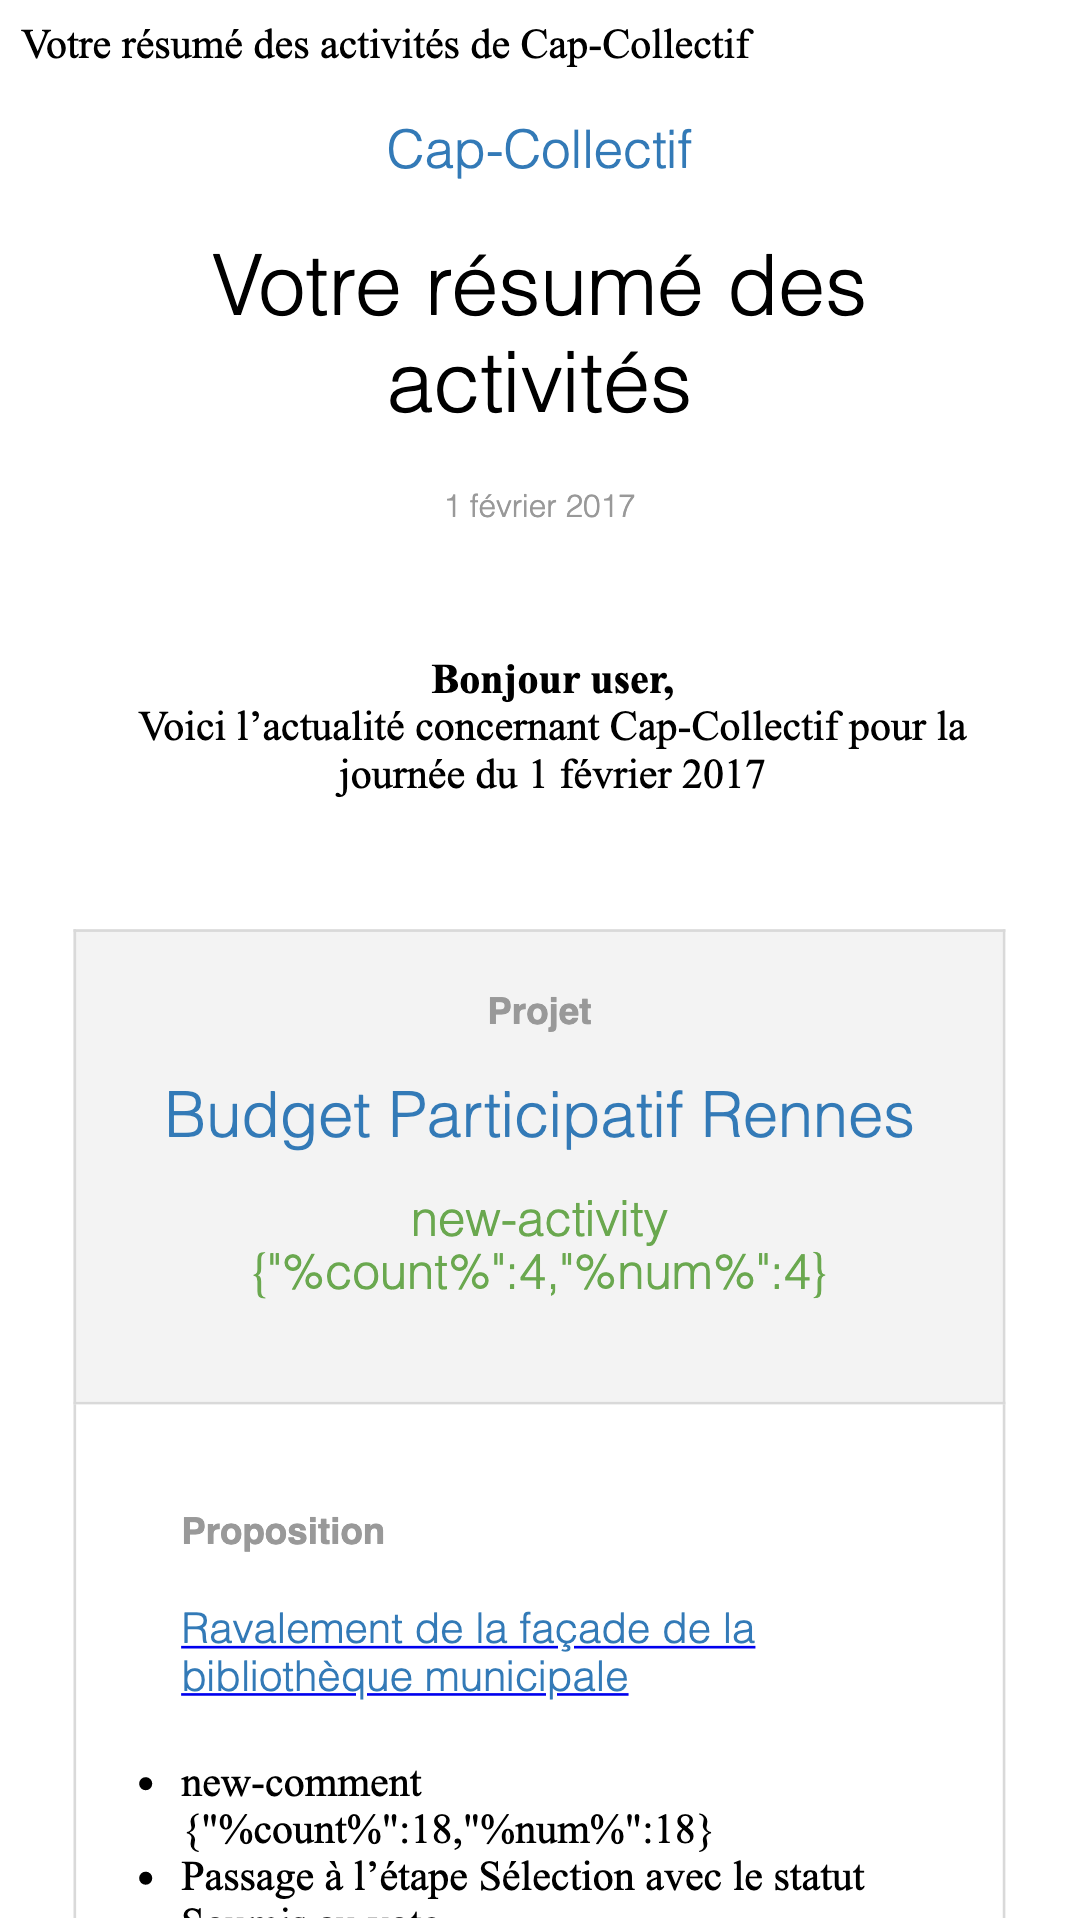 Votre résumé des activités de Cap-Collectif
Cap-Collectif
Votre résumé des
activités
1 février 2017
Bonjour user,
Voici l’actualité concernant Cap-Collectif pour la
journée du 1 février 2017
Projet
Budget Participatif Rennes
new-activity
{"%count%":4,"%num%":4}
Proposition
Ravalement de la façade de la
bibliothèque municipale
• new-comment
{"%count%":18,"%num%":18}
• Passage à l’étape Sélection avec le statut